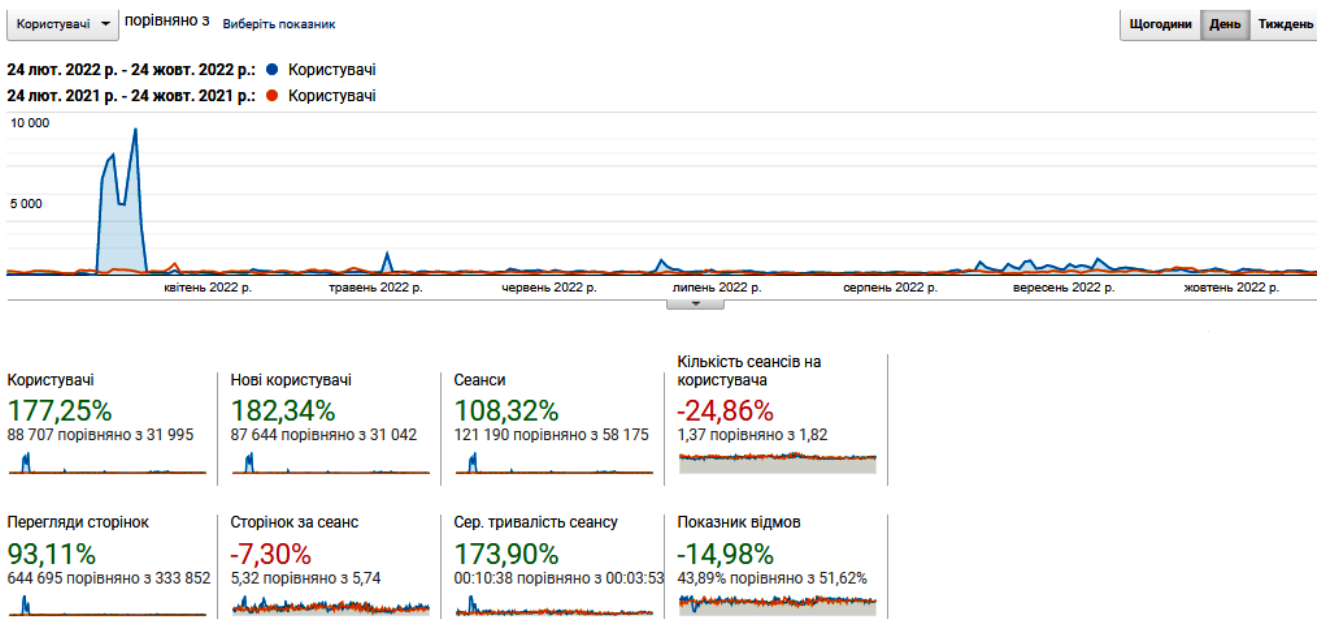 Користувачі порівняно з Виберіть показник Щогодини День Тиждень
24 лют. 2022 р. - 24 жовт. 2022 р.: Користувачі
24 лют. 2021 р. - 24 жовт. 2021 р.: Користувачі
10 000
5 000
квітень 2022 р. травень 2022 р. червень 2022 р. липень 2022 р. серпень 2022 р. вересень 2022 р. жовтень 2022 р.
Користувачі
177,25%
88 707 порівняно з 31 995
Нові користувачі
182,34%
87 644 порівняно з 31 042
Сеанси
108,32%
121 190 порівняно з 58 175
Кількість сеансів на
користувача
-24,86%
1,37 порівняно з 1,82
Перегляди сторінок
93,11%
644 695 порівняно з 333 852
Сторінок за сеанс
-7,30%
5,32 порівняно з 5,74
Сер. тривалість сеансу
173,90%
00:10:38 порівняно з 00:03:53
Показник відмов
-14,98%
43,89% порівняно з 51,62%